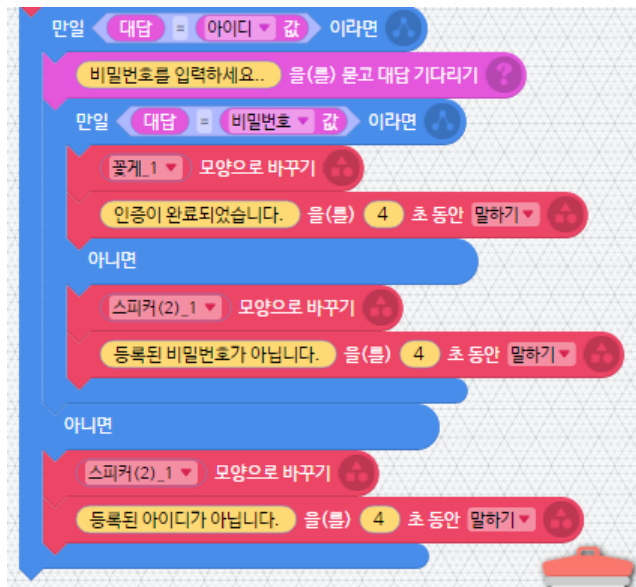 만일 대답 = 아이디 값 이라면
비밀번호를 입력하세요.. 을(를) 묻고 대답 기다리기 ?
만일 대답 = 비밀번호 값 이라면
꽃게_1 모양으로 바꾸기
인증이 완료되었습니다. 을(를) 4 초 동안 말하기
아니면
스피커(2)_1 모양으로 바꾸기
등록된 비밀번호가 아닙니다. 을(를) 4 초 동안 말하기
아니면
스피커(2)_1 모양으로 바꾸기
등록된 아이디가 아닙니다. 을(를) 4 초 동안 말하기